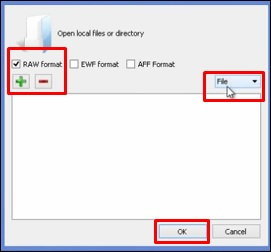 Open local files or directory
RAW format EWF format AFF Format
File
OK Cancel